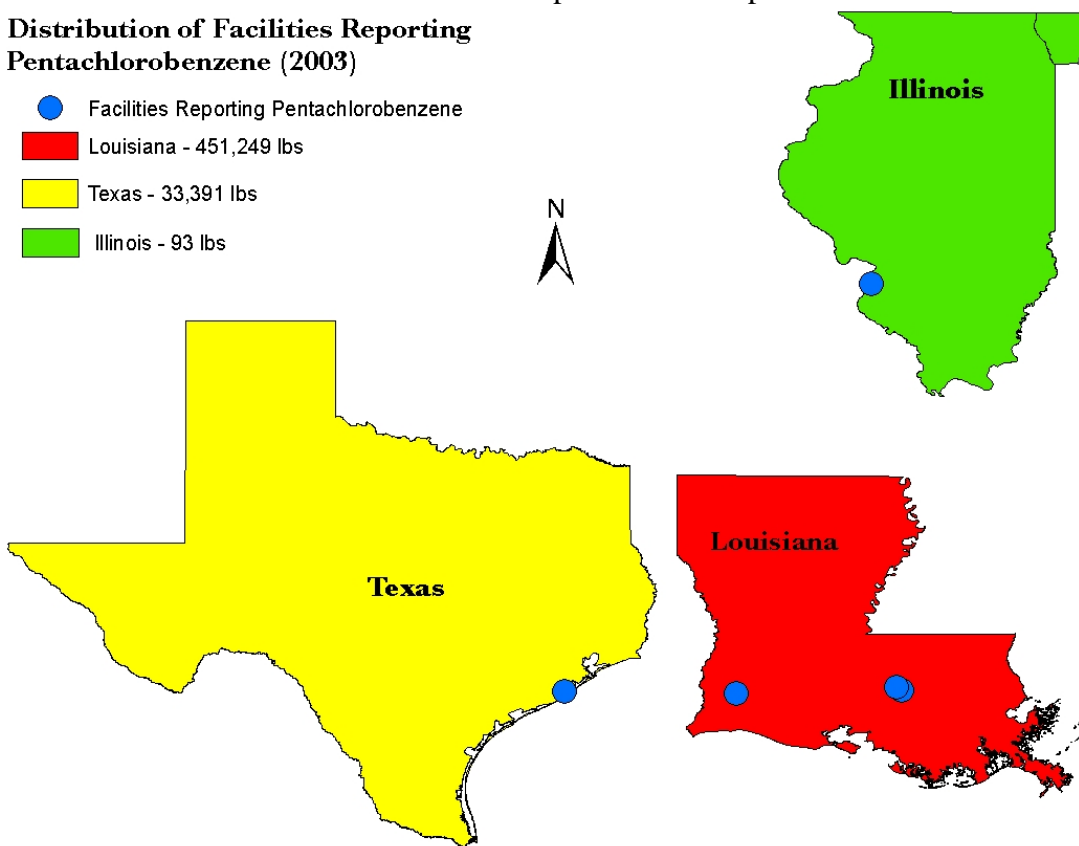 Distribution of Facilities Reporting
Pentachlorobenzene (2003)
Facilities Reporting Pentachlorobenzene
Louisiana - 451,249 lbs
Texas - 33,391 lbs
Illinois - 93 lbs
N
Illinois
Louisiana
Texas